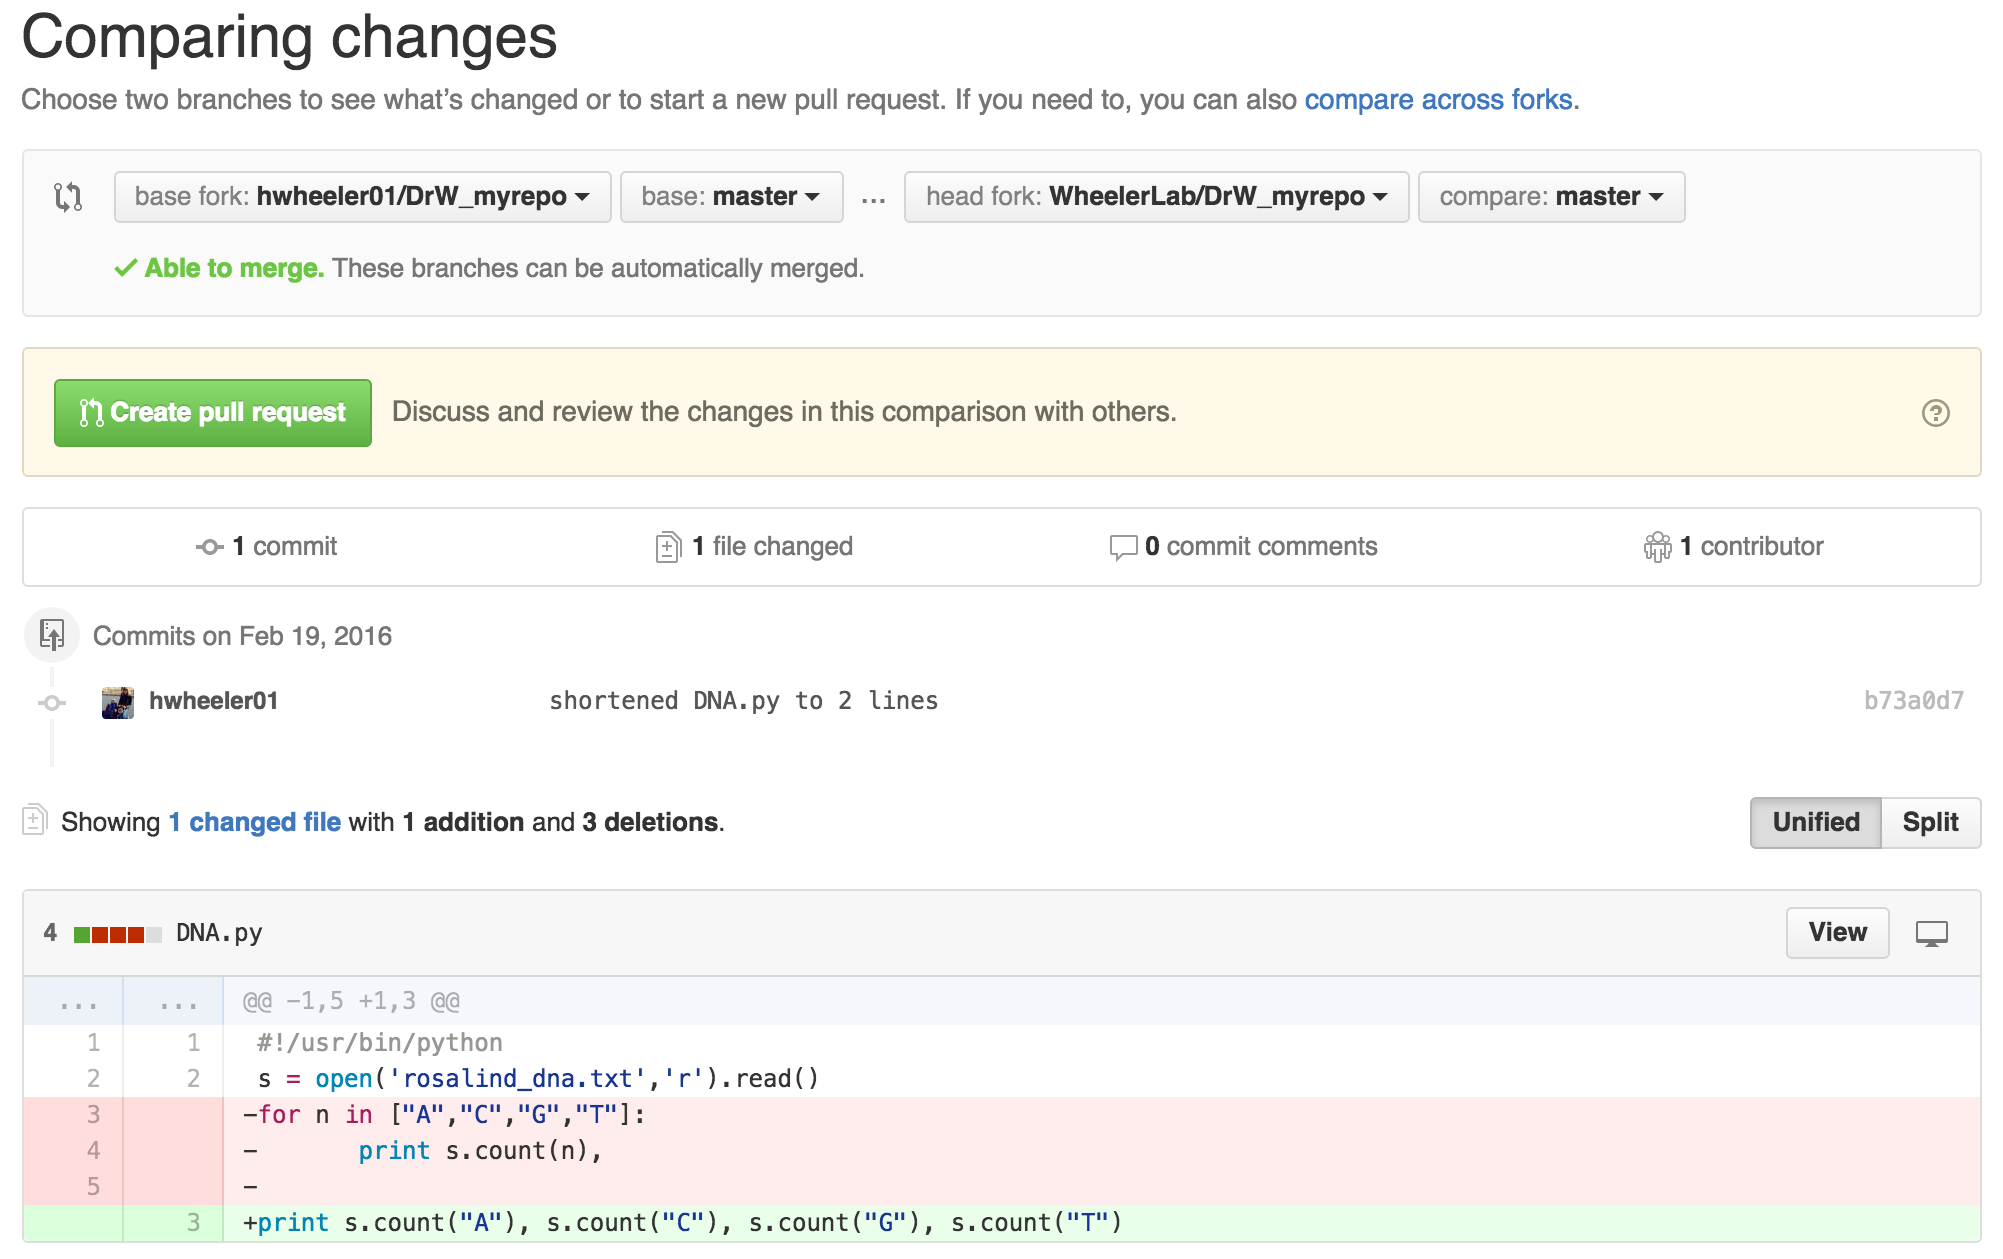 Comparing changes
Choose two branches to see what's changed or to start a new pull request. If you need to, you can also compare across forks.
base fork: hwheeler01/DrW_myrepo base: master ... head fork: WheelerLab/DrW_myrepo compare: master
Able to merge. These branches can be automatically merged.
Create pull request Discuss and review the changes in this comparison with others. ?
1 commit 1 file changed 0 commit comments 1 contributor
Commits on Feb 19, 2016
hwheeler01 shortened DNA.py to 2 lines b73a0d7
Showing 1 changed file with 1 addition and 3 deletions. Unified Split
4 DNA.py View
... ... @@ −1,5 +1,3 @@
1 1 #!/usr/bin/python
2 2 s = open('rosalind_dna.txt','r').read()
3 −for n in ["A","C","G","T"]:
4 − print s.count(n),
5 −
3 +print s.count("A"), s.count("C"), s.count("G"), s.count("T")